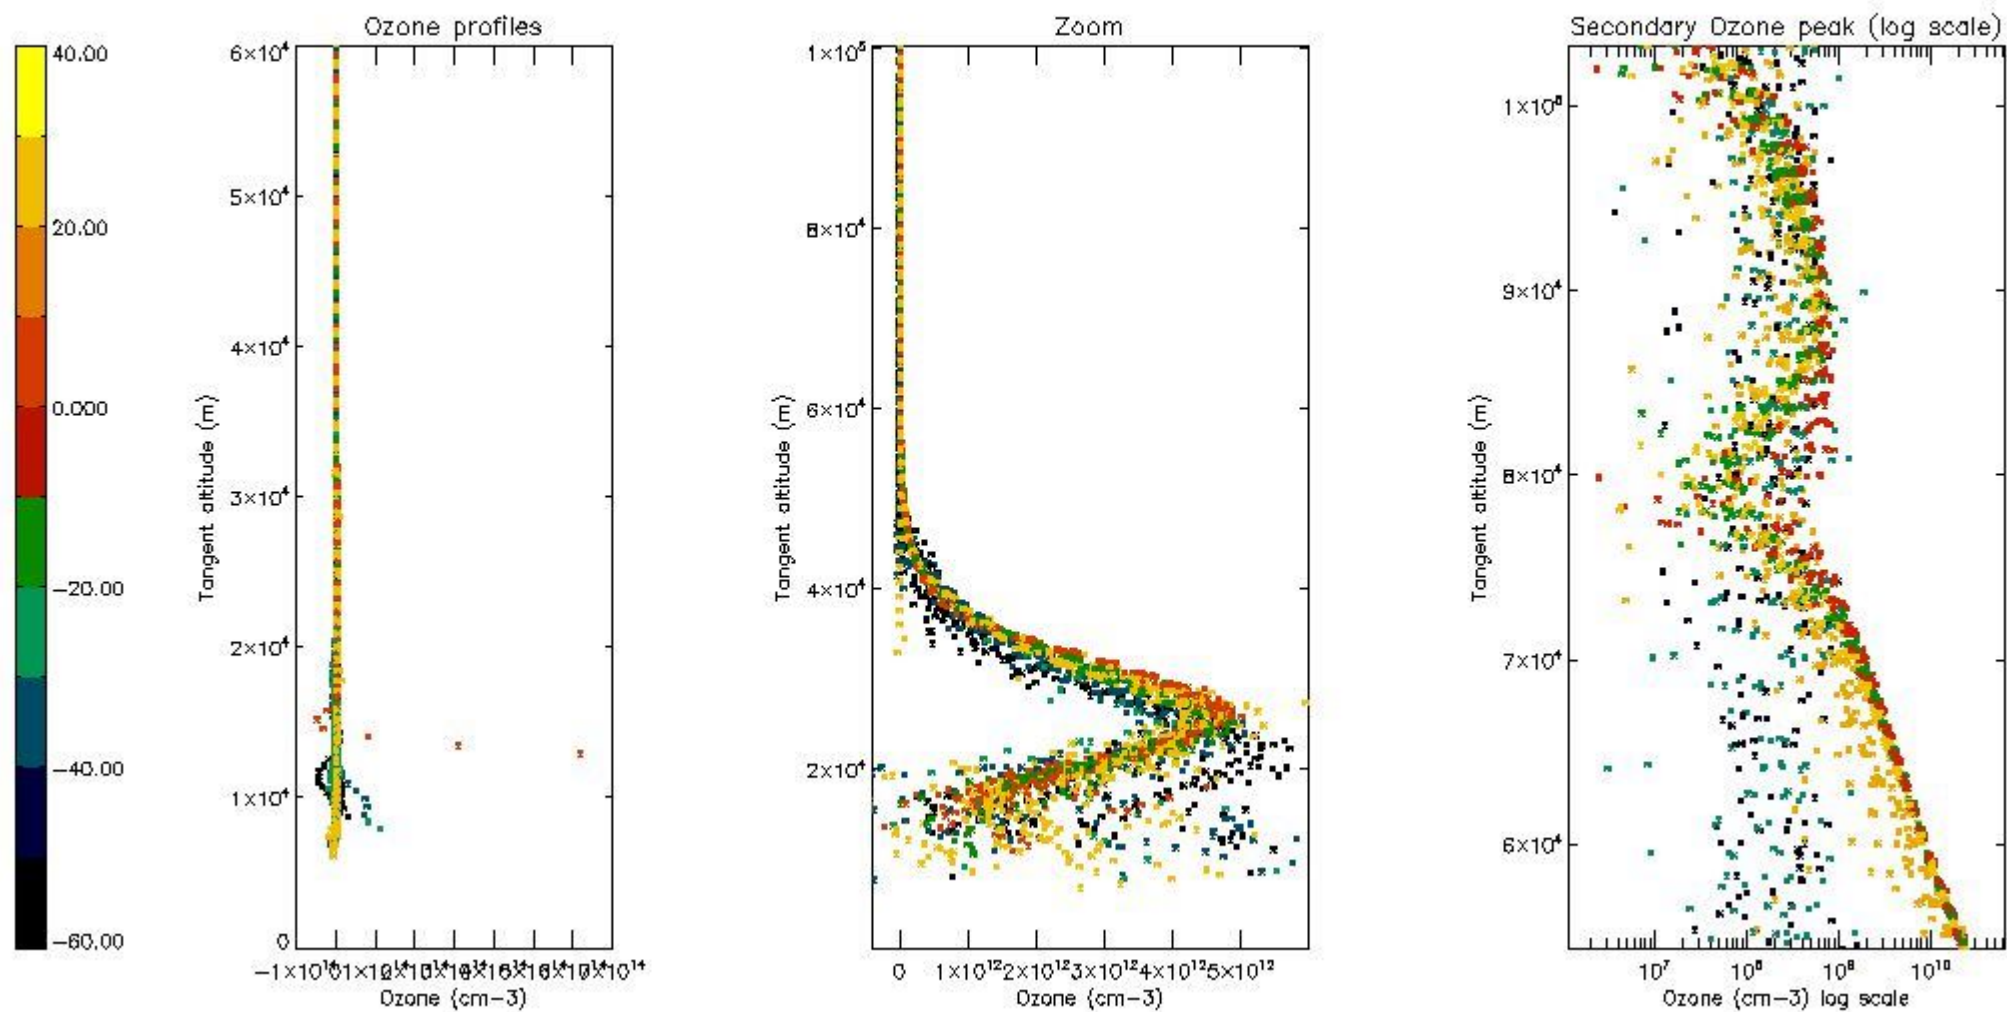 Ozone profiles
Zoom
Secondary Ozone peak (log scale)
40.00
20.00
0.000
−20.00
−40.00
−60.00
6×10⁴
5×10⁴
4×10⁴
3×10⁴
2×10⁴
1×10⁴
0
Tangent altitude (m)
Ozone (cm−3)
1×10⁵
8×10⁴
6×10⁴
4×10⁴
2×10⁴
Tangent altitude (m)
0 1×10¹² 2×10¹² 3×10¹² 4×10¹² 5×10¹²
Ozone (cm−3)
9×10⁴
8×10⁴
7×10⁴
6×10⁴
Tangent altitude (m)
10⁷ 10⁸ 10⁹ 10¹⁰
Ozone (cm−3) log scale